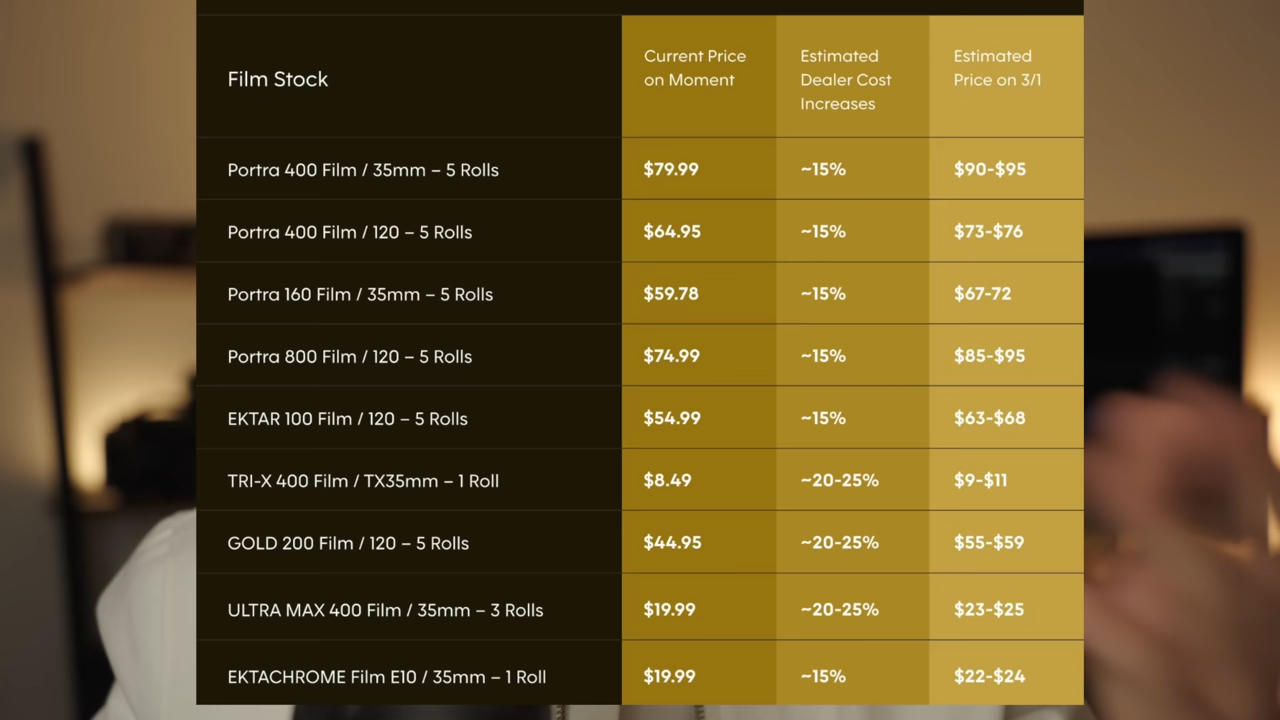 Film Stock
Current Price
on Moment
Estimated
Dealer Cost
Increases
Estimated
Price on 3/1
Portra 400 Film / 35mm – 5 Rolls $79.99 ~15% $90-$95
Portra 400 Film / 120 – 5 Rolls $64.95 ~15% $73-$76
Portra 160 Film / 35mm – 5 Rolls $59.78 ~15% $67-72
Portra 800 Film / 120 – 5 Rolls $74.99 ~15% $85-$95
EKTAR 100 Film / 120 – 5 Rolls $54.99 ~15% $63-$68
TRI-X 400 Film / TX35mm – 1 Roll $8.49 ~20-25% $9-$11
GOLD 200 Film / 120 – 5 Rolls $44.95 ~20-25% $55-$59
ULTRA MAX 400 Film / 35mm – 3 Rolls $19.99 ~20-25% $23-$25
EKTACHROME Film E10 / 35mm – 1 Roll $19.99 ~15% $22-$24